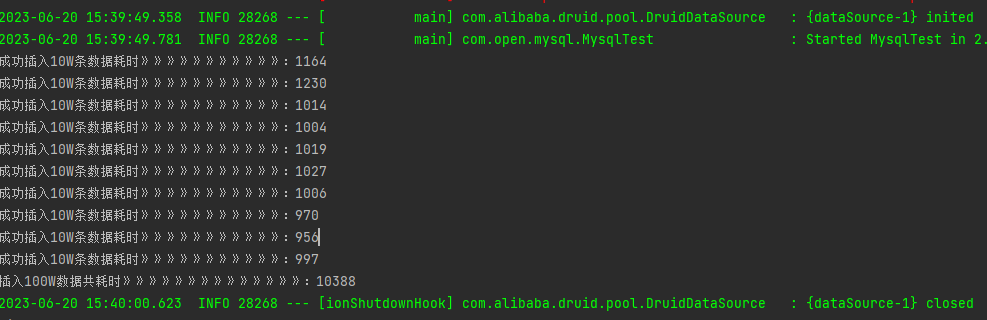 2023-06-20 15:39:49.358  INFO 28268 --- [           main] com.alibaba.druid.pool.DruidDataSource   : {dataSource-1} inited
2023-06-20 15:39:49.781  INFO 28268 --- [           main] com.open.mysql.MysqlTest                 : Started MysqlTest in 2.
成功插入10W条数据耗时》》》》》》》》》》》：1164
成功插入10W条数据耗时》》》》》》》》》》》：1230
成功插入10W条数据耗时》》》》》》》》》》》：1014
成功插入10W条数据耗时》》》》》》》》》》》：1004
成功插入10W条数据耗时》》》》》》》》》》》：1019
成功插入10W条数据耗时》》》》》》》》》》》：1027
成功插入10W条数据耗时》》》》》》》》》》》：1006
成功插入10W条数据耗时》》》》》》》》》》》：970
成功插入10W条数据耗时》》》》》》》》》》》：956
成功插入10W条数据耗时》》》》》》》》》》》：997
插入100W数据共耗时》》》》》》》》》》》》》》：10388
2023-06-20 15:40:00.623  INFO 28268 --- [ionShutdownHook] com.alibaba.druid.pool.DruidDataSource   : {dataSource-1} closed